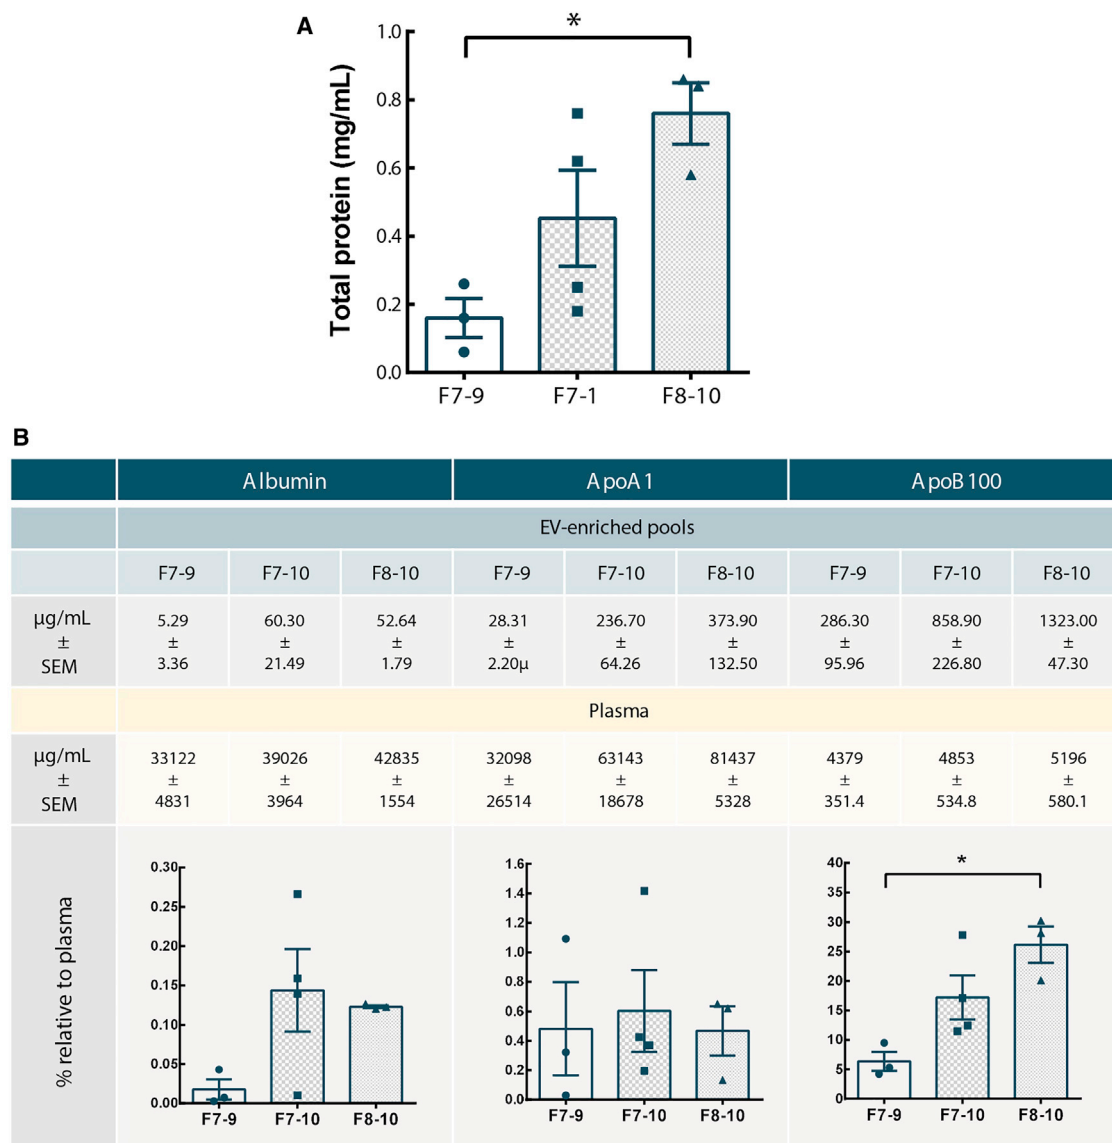 A
*
Total protein (mg/mL)
1.0
0.8
0.6
0.4
0.2
0.0
F7-9 F7-1 F8-10
B
Albumin ApoA1 ApoB100
EV-enriched pools
F7-9 F7-10 F8-10 F7-9 F7-10 F8-10 F7-9 F7-10 F8-10
µg/mL 5.29 60.30 52.64 28.31 236.70 373.90 286.30 858.90 1323.00
± ± ± ± ± ± ± ± ± ±
SEM 3.36 21.49 1.79 2.20µ 64.26 132.50 95.96 226.80 47.30
Plasma
µg/mL 33122 39026 42835 32098 63143 81437 4379 4853 5196
± ± ± ± ± ± ± ± ± ±
SEM 4831 3964 1554 26514 18678 5328 351.4 534.8 580.1
% relative to plasma
0.30
0.25
0.20
0.15
0.10
0.05
0.00
F7-9 F7-10 F8-10
1.6
1.4
1.2
1.0
0.8
0.6
0.4
0.2
0.0
F7-9 F7-10 F8-10
*
40
35
30
25
20
15
10
5
0
F7-9 F7-10 F8-10